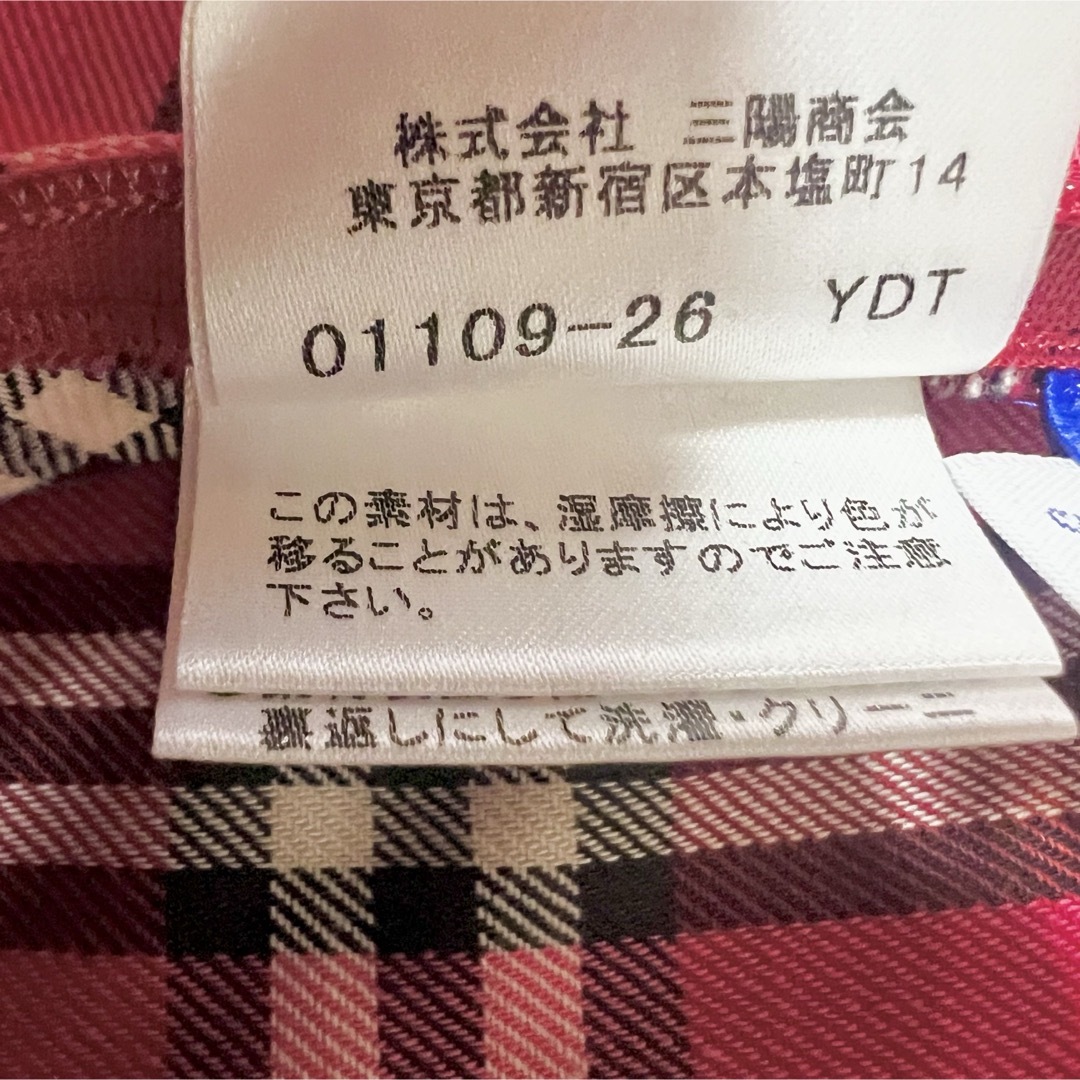 株式会社 三陽商会
東京都新宿区本塩町14
01109-26 YDT
この素材は、湿摩擦により色が
移ることがありますのでご注意
下さい。
裏返しにして洗濯・クリーニ